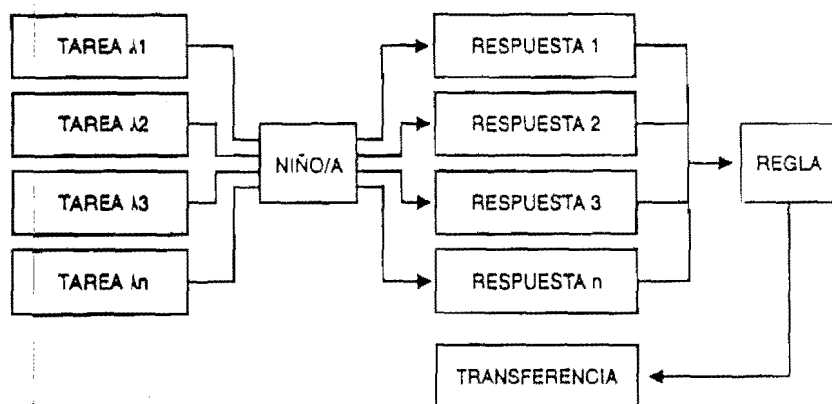 TAREA λ1
TAREA λ2
TAREA λ3
TAREA λn
NIÑO/A
RESPUESTA 1
RESPUESTA 2
RESPUESTA 3
RESPUESTA n
REGLA
TRANSFERENCIA